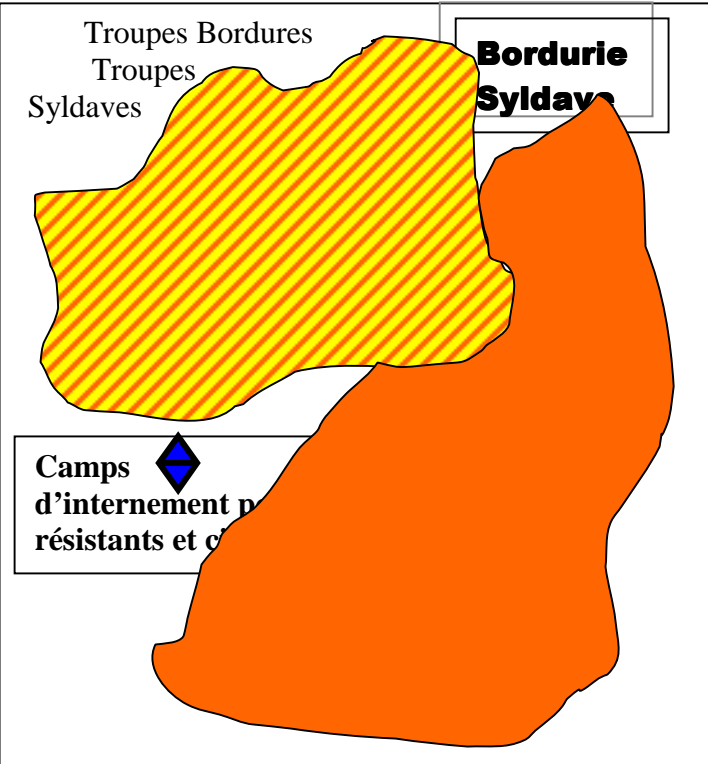 Troupes Bordures
Troupes
Syldaves
Bordurie
Syldave
Camps
d’internement
résistants et